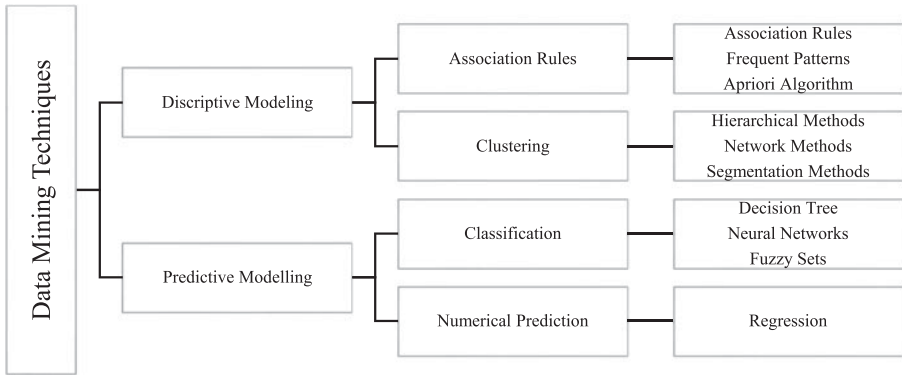 Data Mining Techniques
Discriptive Modeling
Association Rules
Association Rules
Frequent Patterns
Apriori Algorithm
Clustering
Hierarchical Methods
Network Methods
Segmentation Methods
Predictive Modelling
Classification
Decision Tree
Neural Networks
Fuzzy Sets
Numerical Prediction
Regression